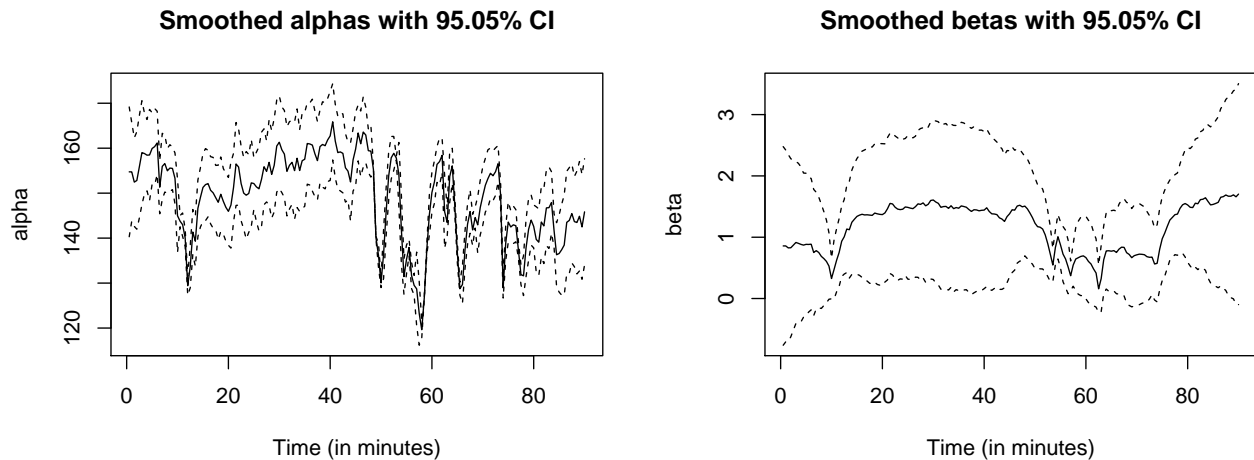 Smoothed alphas with 95.05% CI
alpha
120
140
160
0 20 40 60 80
Time (in minutes)
Smoothed betas with 95.05% CI
beta
0
1
2
3
0 20 40 60 80
Time (in minutes)